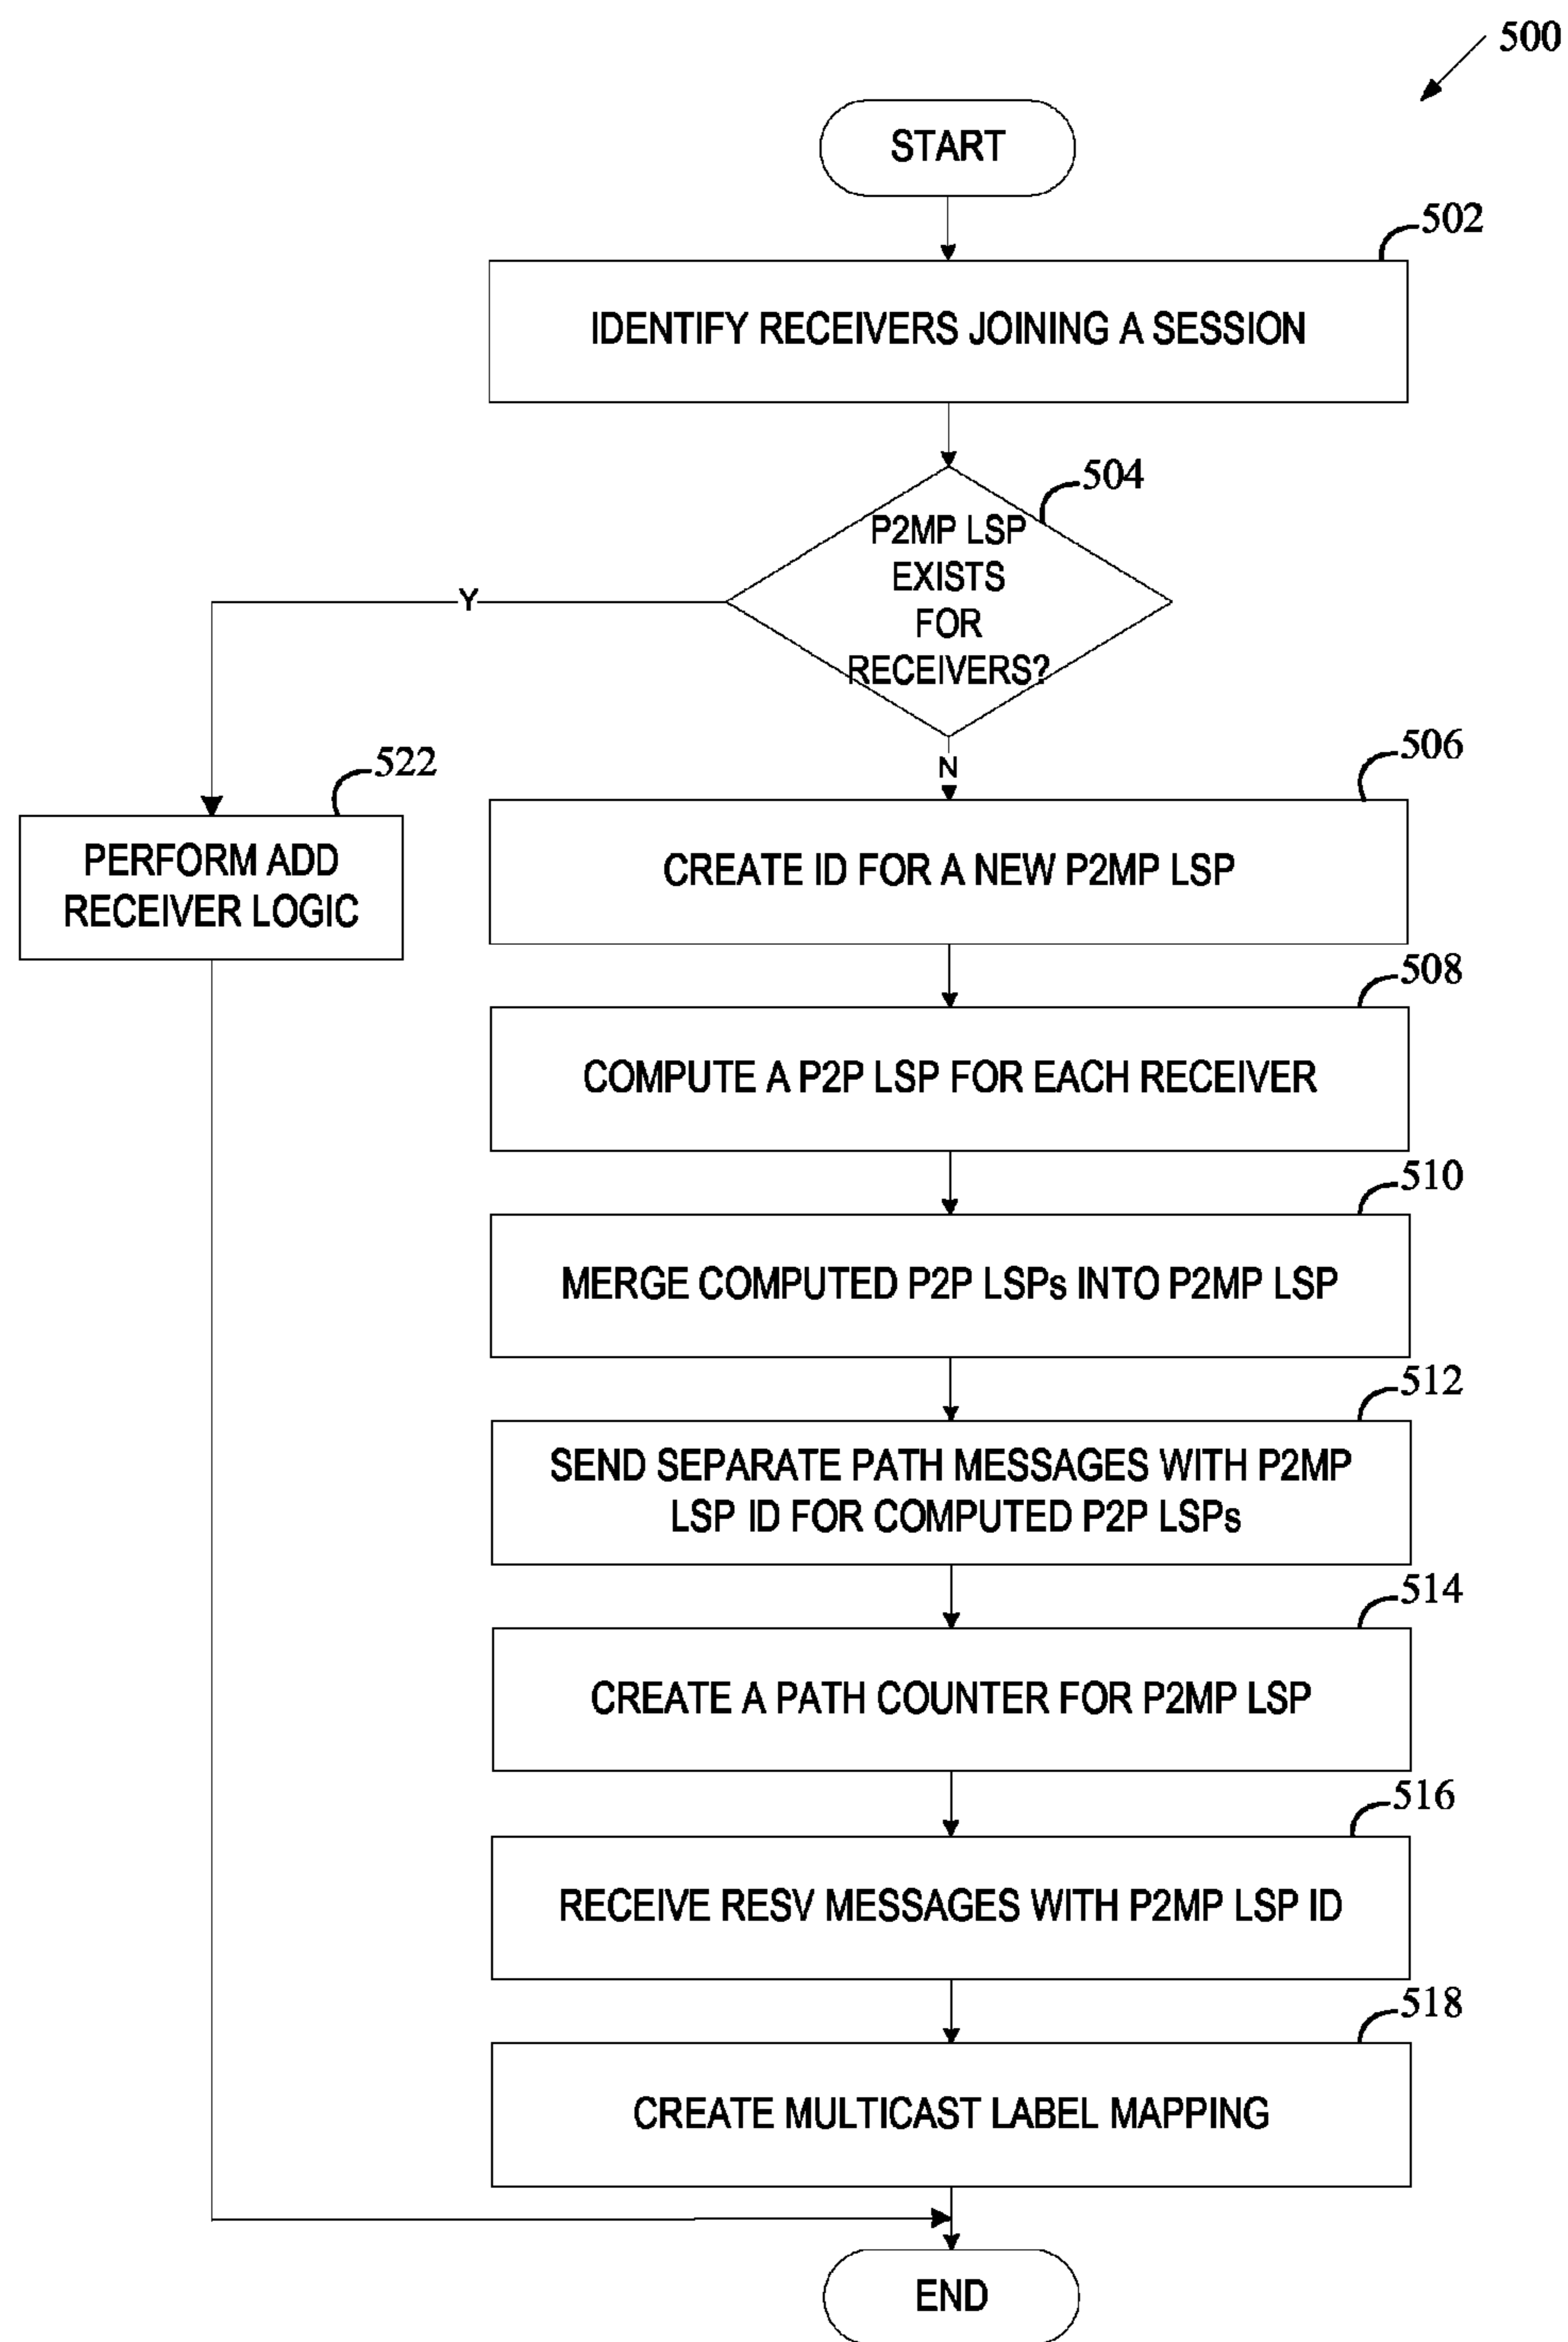 500
START
502
IDENTIFY RECEIVERS JOINING A SESSION
504
P2MP LSP
EXISTS
FOR
RECEIVERS?
Y
N
522
PERFORM ADD
RECEIVER LOGIC
506
CREATE ID FOR A NEW P2MP LSP
508
COMPUTE A P2P LSP FOR EACH RECEIVER
510
MERGE COMPUTED P2P LSPs INTO P2MP LSP
512
SEND SEPARATE PATH MESSAGES WITH P2MP
LSP ID FOR COMPUTED P2P LSPs
514
CREATE A PATH COUNTER FOR P2MP LSP
516
RECEIVE RESV MESSAGES WITH P2MP LSP ID
518
CREATE MULTICAST LABEL MAPPING
END